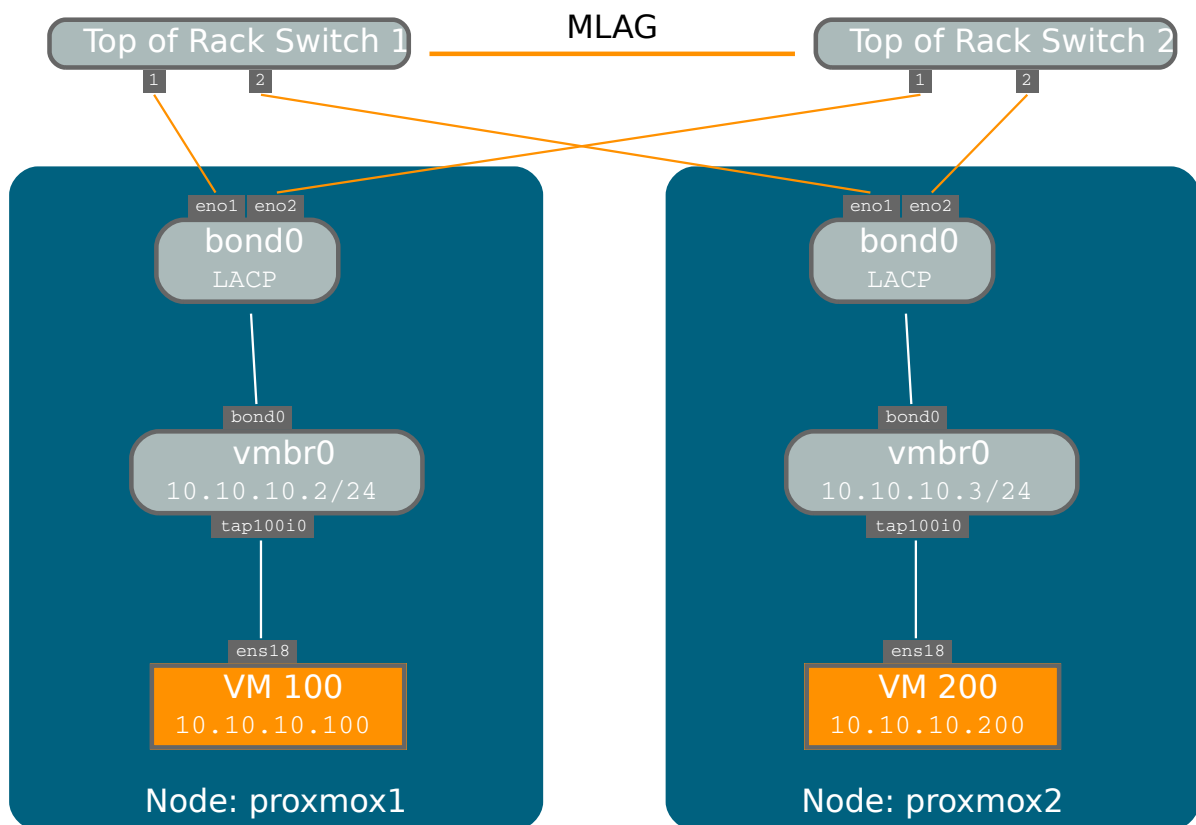 MLAG
Top of Rack Switch 1
Top of Rack Switch 2
1
2
1
2
eno1
eno2
bond0
LACP
bond0
vmbr0
10.10.10.2/24
tap100i0
ens18
VM 100
10.10.10.100
Node: proxmox1
eno1
eno2
bond0
LACP
bond0
vmbr0
10.10.10.3/24
tap100i0
ens18
VM 200
10.10.10.200
Node: proxmox2